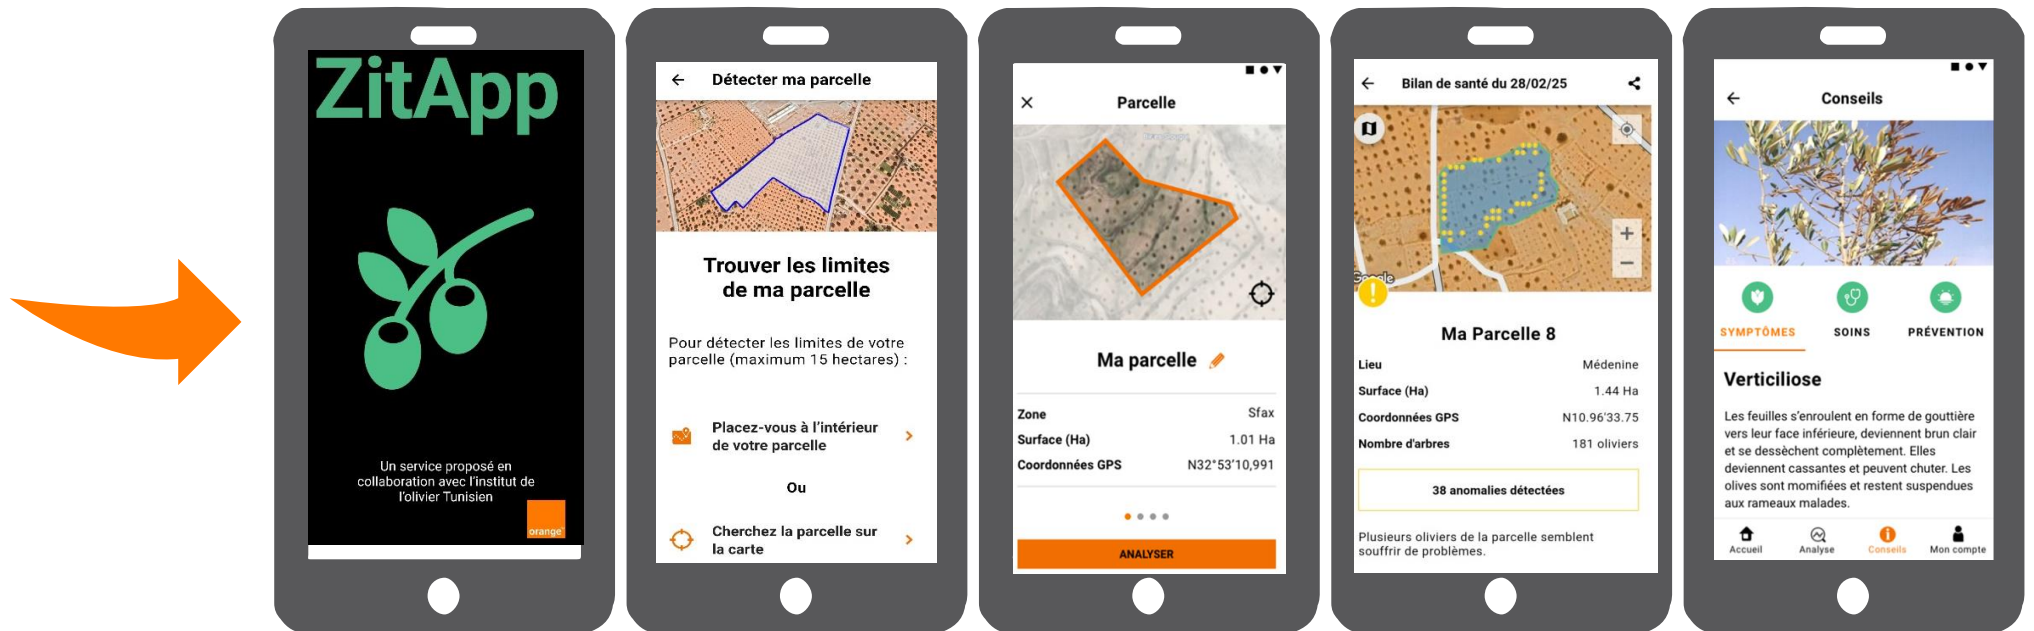 ZitApp
Un service proposé en
collaboration avec l'institut de
l'olivier Tunisien
orange™
Détecter ma parcelle
Trouver les limites
de ma parcelle
Pour détecter les limites de votre
parcelle (maximum 15 hectares) :
Placez-vous à l'intérieur
de votre parcelle
Ou
Cherchez la parcelle sur
la carte
Parcelle
Ma parcelle
Zone Sfax
Surface (Ha) 1.01 Ha
Coordonnées GPS N32°53'10,991
ANALYSER
Bilan de santé du 28/02/25
Google
Ma Parcelle 8
Lieu Médenine
Surface (Ha) 1.44 Ha
Coordonnées GPS N10.96'33.75
Nombre d'arbres 181 oliviers
38 anomalies détectées
Plusieurs oliviers de la parcelle semblent
souffrir de problèmes.
Conseils
SYMPTÔMES SOINS PRÉVENTION
Verticiliose
Les feuilles s'enroulent en forme de gouttière
vers leur face inférieure, deviennent brun clair
et se dessèchent complètement. Elles
deviennent cassantes et peuvent chuter. Les
olives sont momifiées et restent suspendues
aux rameaux malades.
Accueil Analyse Conseils Mon compte